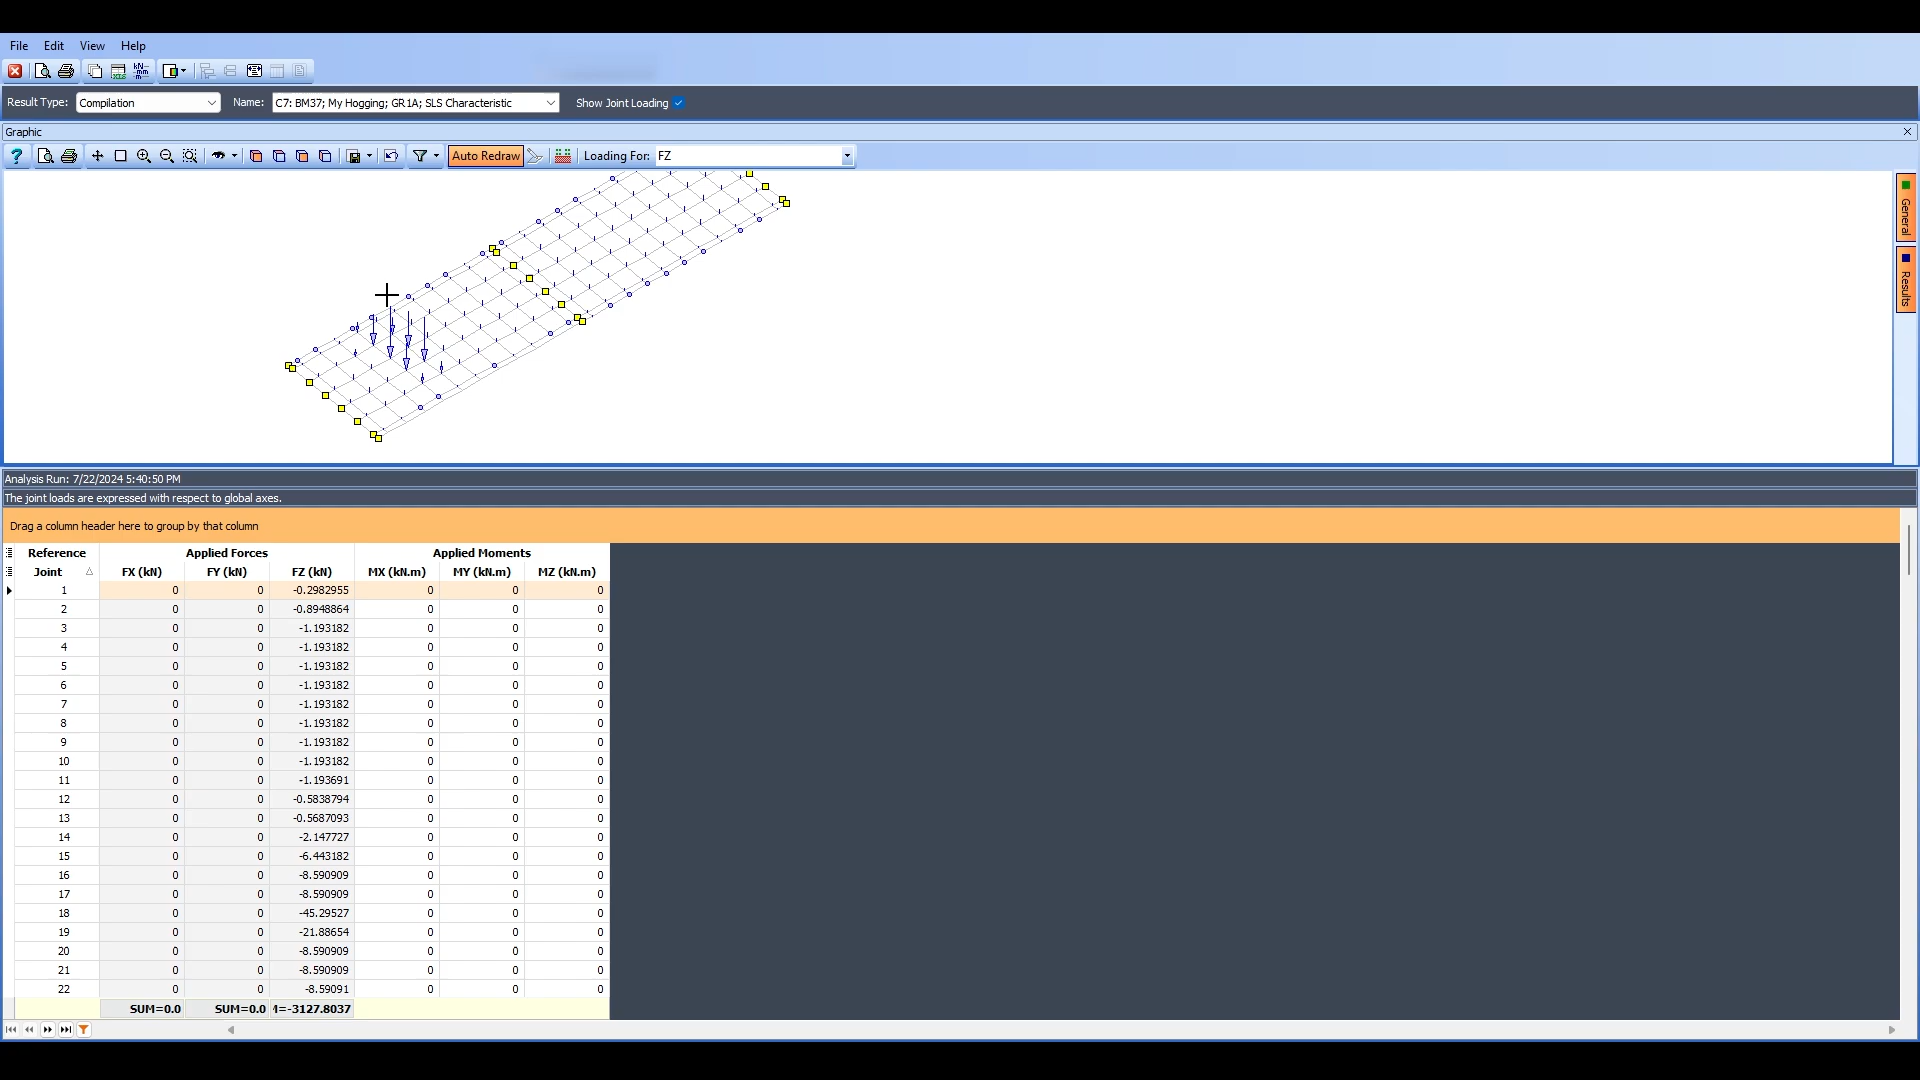 File Edit View Help
Result Type: Compilation Name: C7: BM37; My Hogging; GR1A; SLS Characteristic Show Joint Loading
Graphic
Auto Redraw Loading For: FZ
General
Results
Analysis Run: 7/22/2024 5:40:50 PM
The joint loads are expressed with respect to global axes.
Drag a column header here to group by that column
Reference Applied Forces Applied Moments
Joint FX (kN) FY (kN) FZ (kN) MX (kN.m) MY (kN.m) MZ (kN.m)
1 0 0 -0.2982955 0 0 0
2 0 0 -0.8948864 0 0 0
3 0 0 -1.193182 0 0 0
4 0 0 -1.193182 0 0 0
5 0 0 -1.193182 0 0 0
6 0 0 -1.193182 0 0 0
7 0 0 -1.193182 0 0 0
8 0 0 -1.193182 0 0 0
9 0 0 -1.193182 0 0 0
10 0 0 -1.193182 0 0 0
11 0 0 -1.193691 0 0 0
12 0 0 -0.5838794 0 0 0
13 0 0 -0.5687093 0 0 0
14 0 0 -2.147727 0 0 0
15 0 0 -6.443182 0 0 0
16 0 0 -8.590909 0 0 0
17 0 0 -8.590909 0 0 0
18 0 0 -45.29527 0 0 0
19 0 0 -21.88654 0 0 0
20 0 0 -8.590909 0 0 0
21 0 0 -8.590909 0 0 0
22 0 0 -8.59091 0 0 0
SUM=0.0 SUM=0.0 M=-3127.8037